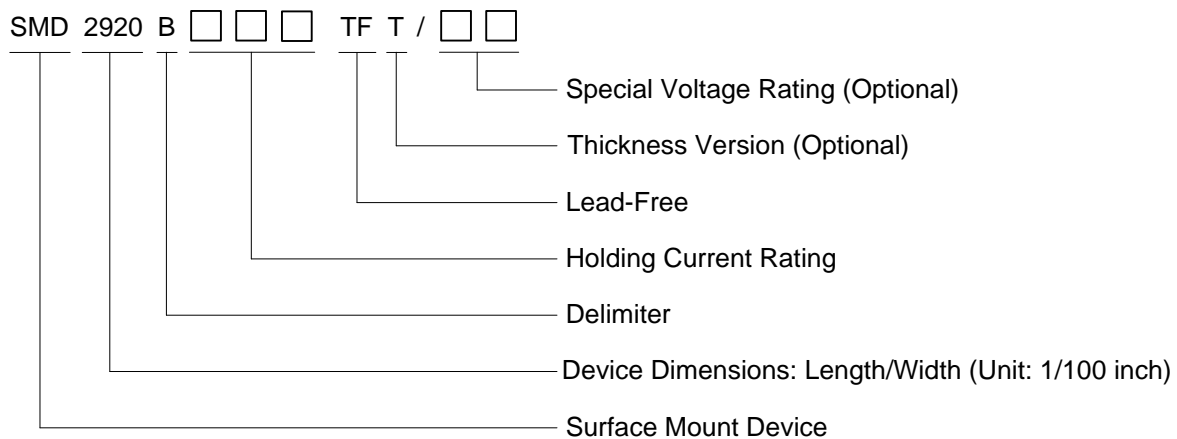 SMD 2920 B □ □ □ TF T / □ □
Special Voltage Rating (Optional)
Thickness Version (Optional)
Lead-Free
Holding Current Rating
Delimiter
Device Dimensions: Length/Width (Unit: 1/100 inch)
Surface Mount Device